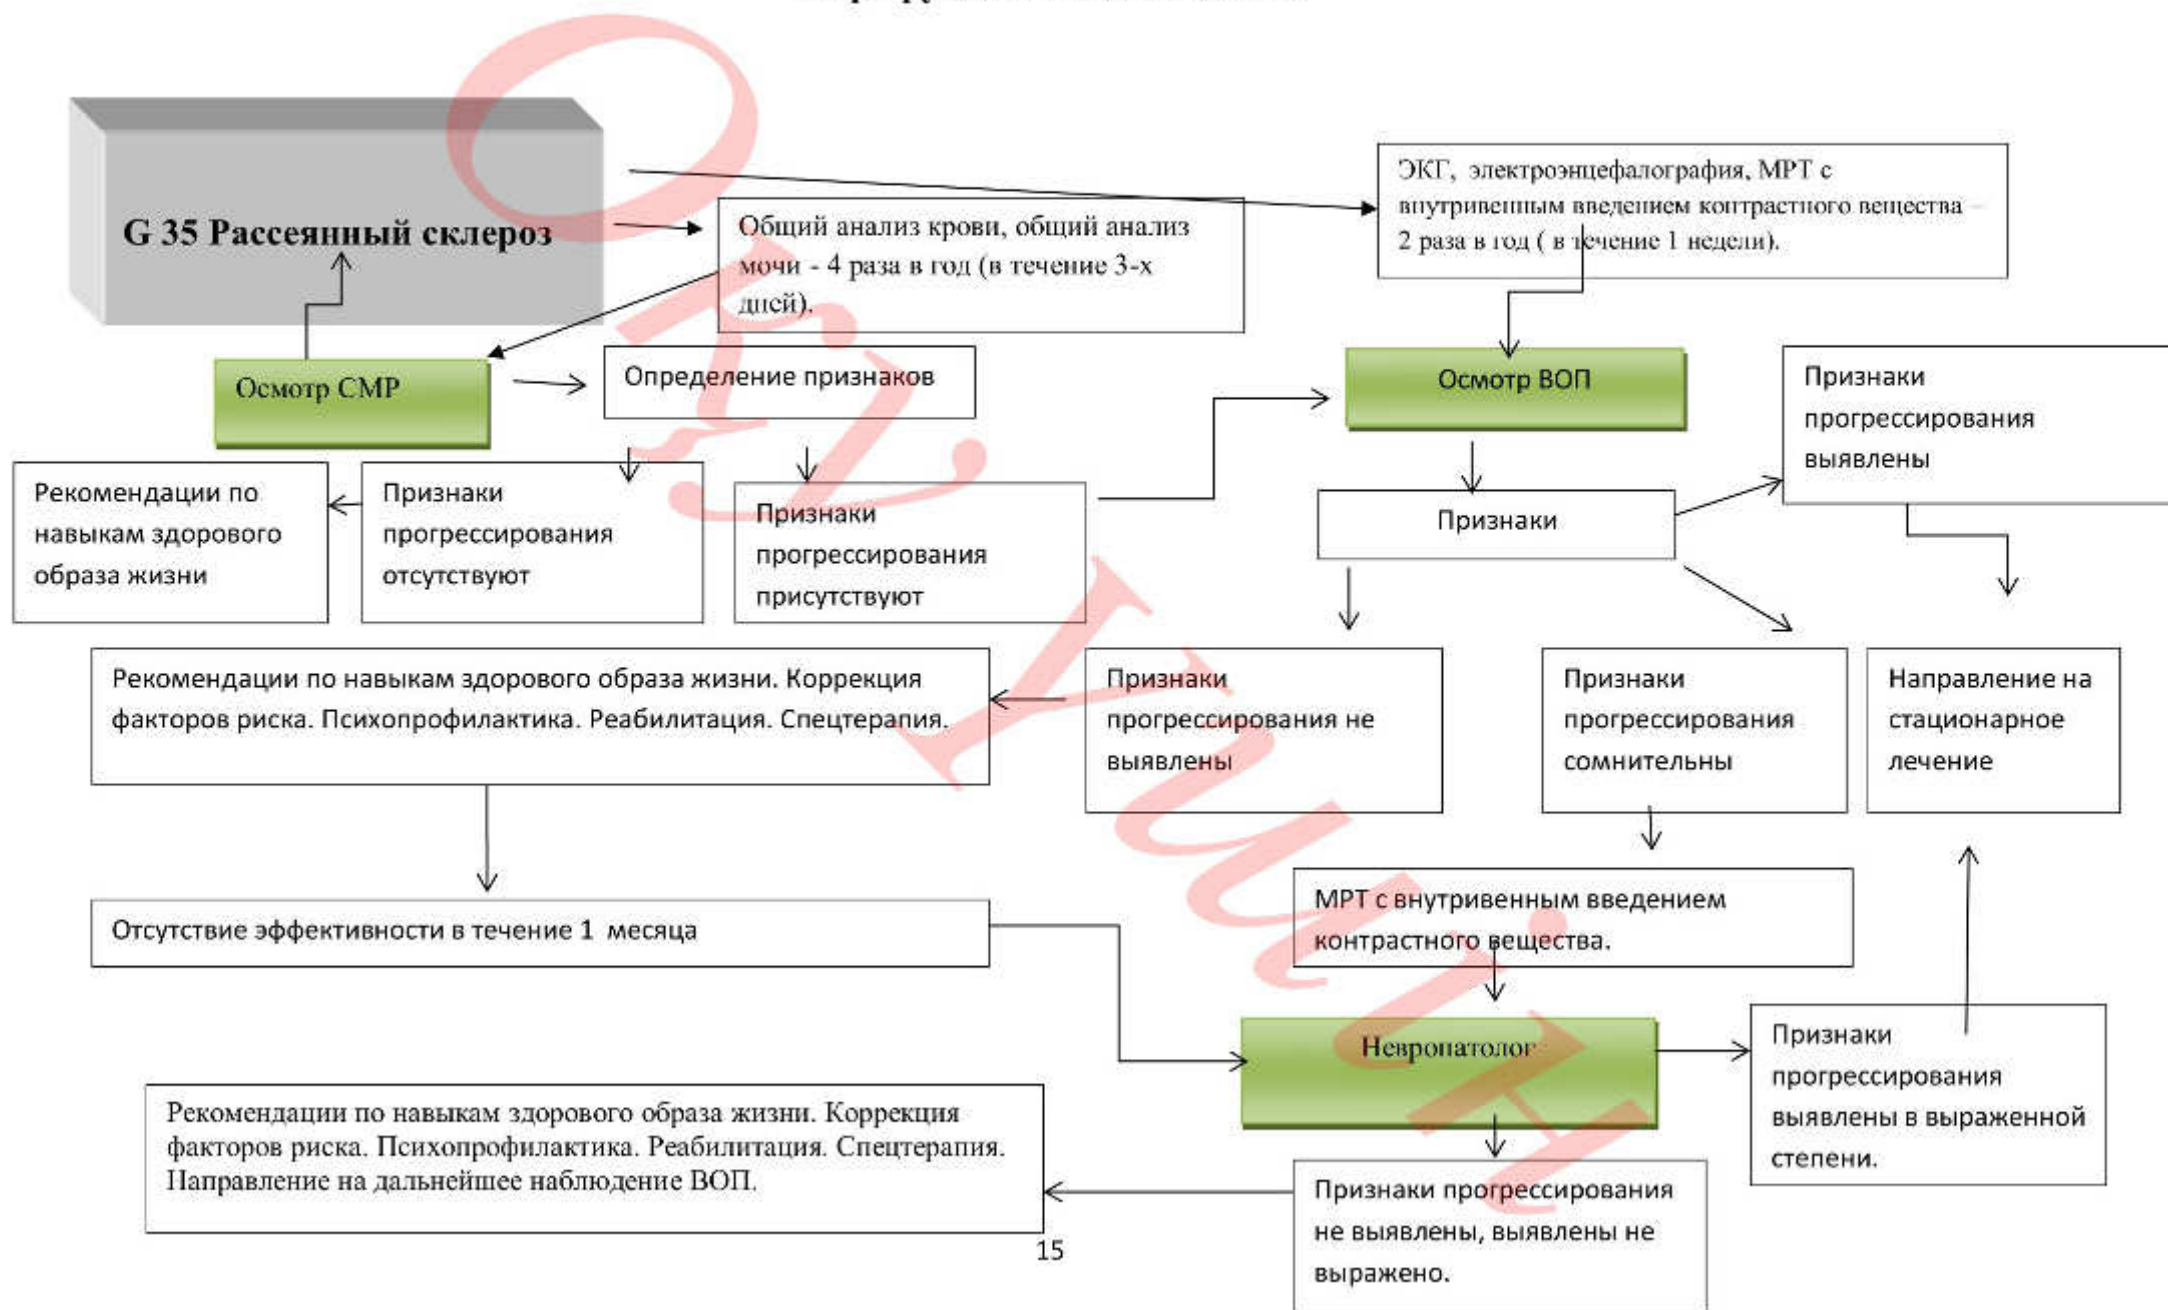 ЭКГ, электроэнцефалография, МРТ с
внутривенным введением контрастного вещества –
2 раза в год ( в течение 1 недели).
G 35 Рассеянный склероз
Общий анализ крови, общий анализ
мочи - 4 раза в год (в течение 3-х
дней).
Осмотр СМР
Определение признаков
Осмотр ВОП
Признаки
прогрессирования
выявлены
Рекомендации по
навыкам здорового
образа жизни
Признаки
прогрессирования
отсутствуют
Признаки
прогрессирования
присутствуют
Признаки
Рекомендации по навыкам здорового образа жизни. Коррекция
факторов риска. Психопрофилактика. Реабилитация. Спецтерапия.
Признаки
прогрессирования не
выявлены
Признаки
прогрессирования
сомнительны
Направление на
стационарное
лечение
Отсутствие эффективности в течение 1 месяца
МРТ с внутривенным введением
контрастного вещества.
Невропатолог
Признаки
прогрессирования
выявлены в выраженной
степени.
Рекомендации по навыкам здорового образа жизни. Коррекция
факторов риска. Психопрофилактика. Реабилитация. Спецтерапия.
Направление на дальнейшее наблюдение ВОП.
Признаки прогрессирования
не выявлены, выявлены не
выражено.
15